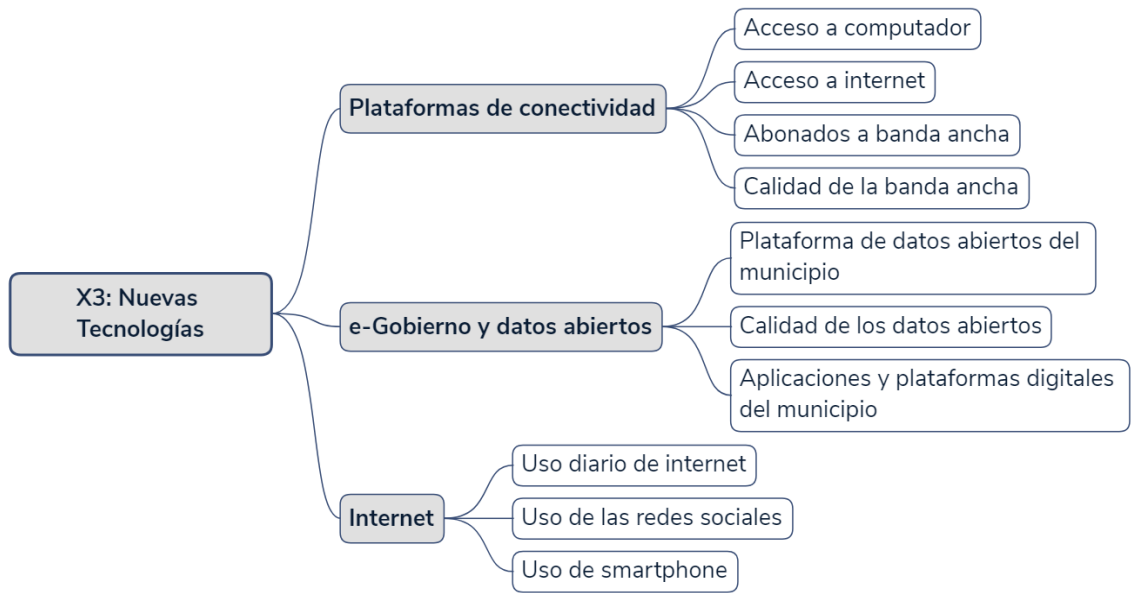 X3: Nuevas
Tecnologías
Plataformas de conectividad
Acceso a computador
Acceso a internet
Abonados a banda ancha
Calidad de la banda ancha
e-Gobierno y datos abiertos
Plataforma de datos abiertos del
municipio
Calidad de los datos abiertos
Aplicaciones y plataformas digitales
del municipio
Internet
Uso diario de internet
Uso de las redes sociales
Uso de smartphone